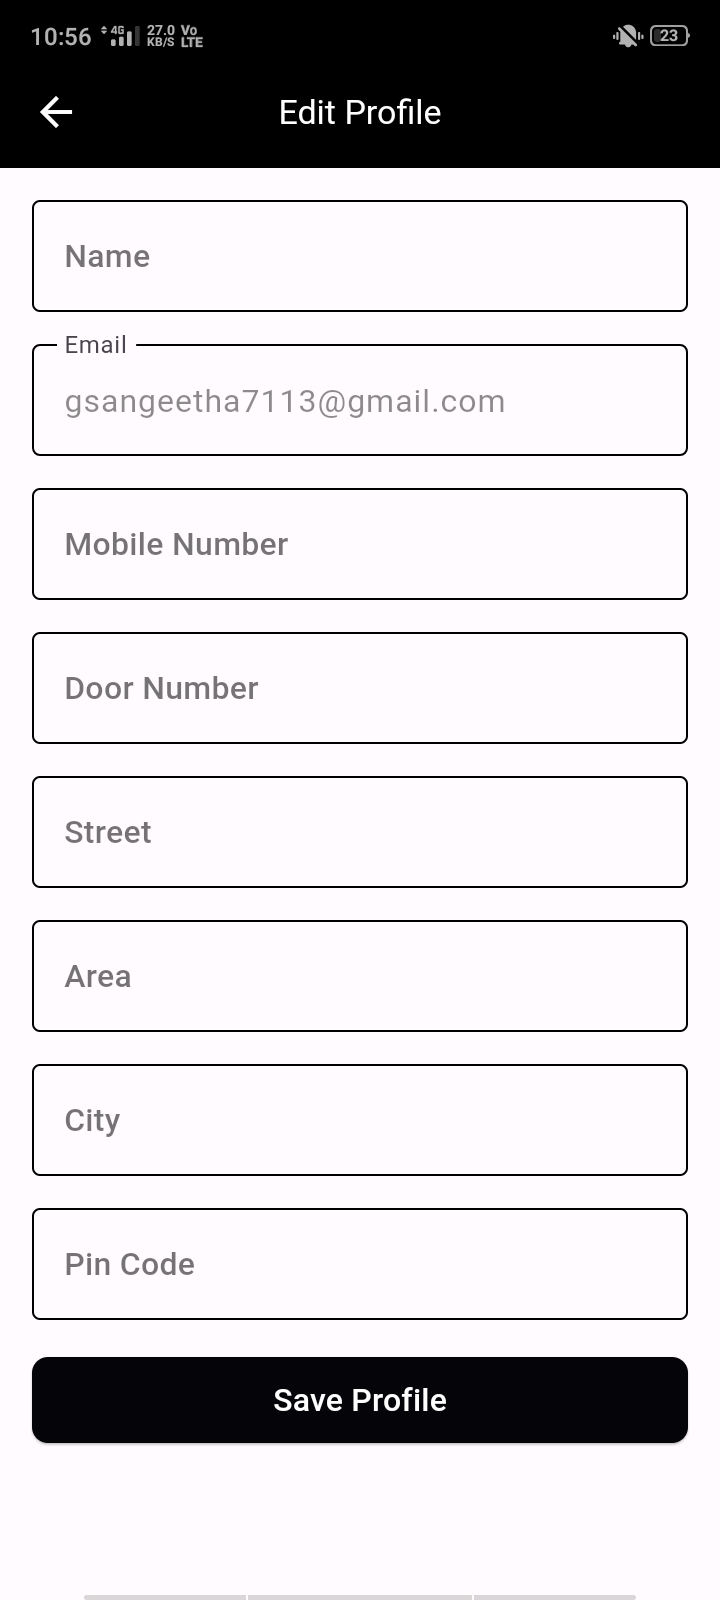 10:56 4G 27.0 KB/S Vo LTE 23
Edit Profile
Name
Email
gsangeetha7113@gmail.com
Mobile Number
Door Number
Street
Area
City
Pin Code
Save Profile